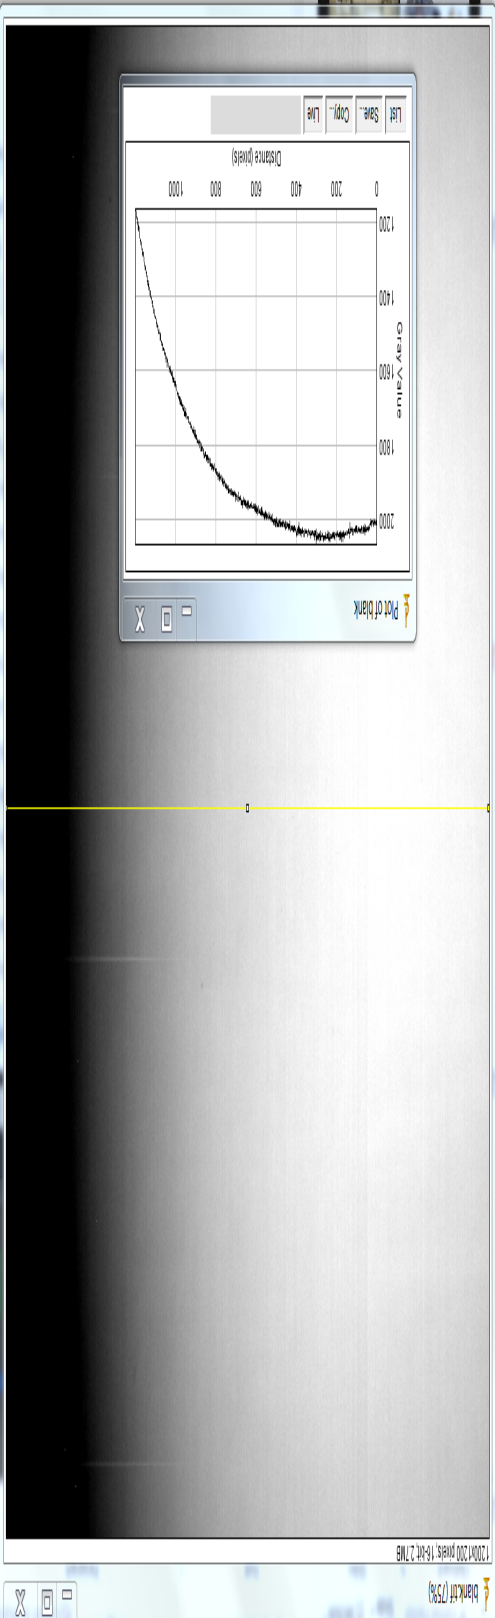 blank.tif (75%)
1200x1200 pixels; 16-bit; 2.7MB
Plot of blank
2000
1800
1600
1400
1200
Gray Value
0 200 400 600 800 1000
Distance (pixels)
List Save... Copy... Live